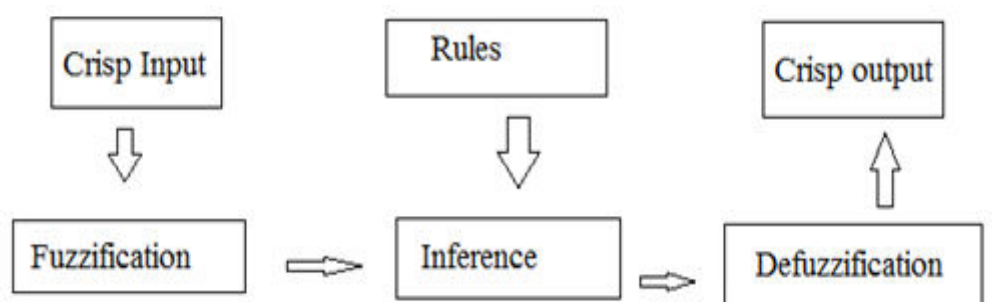 Crisp Input
Rules
Crisp output
Fuzzification
Inference
Defuzzification